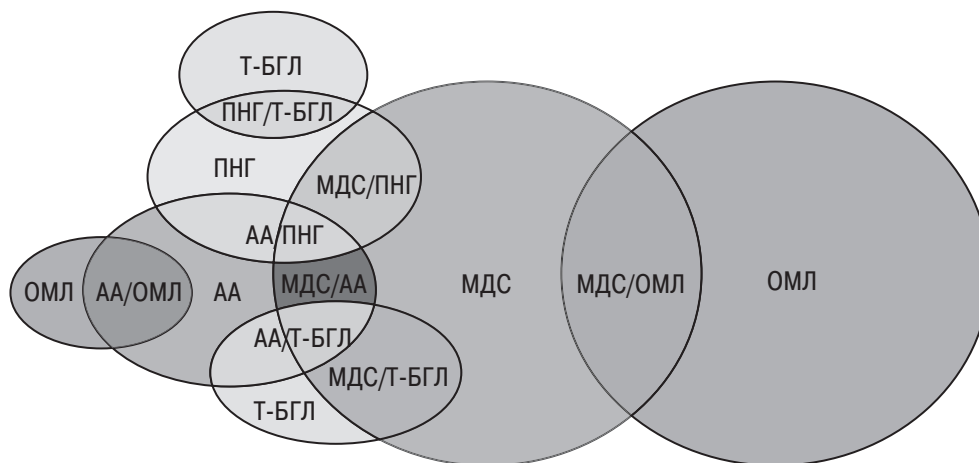 Т-БГЛ
ПНГ/Т-БГЛ
ПНГ
МДС/ПНГ
АА/ПНГ
ОМЛ
АА/ОМЛ
АА
МДС/АА
МДС
МДС/ОМЛ
ОМЛ
АА/Т-БГЛ
МДС/Т-БГЛ
Т-БГЛ